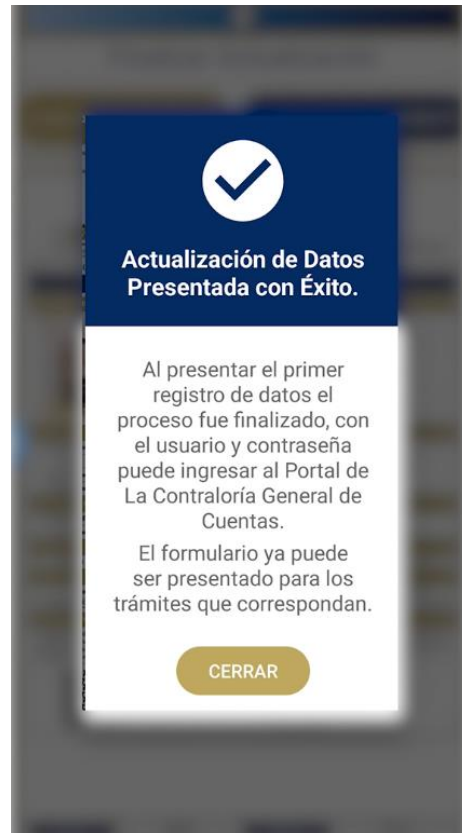 Actualización de Datos
Presentada con Éxito.
Al presentar el primer
registro de datos el
proceso fue finalizado, con
el usuario y contraseña
puede ingresar al Portal de
La Contraloría General de
Cuentas.
El formulario ya puede
ser presentado para los
trámites que correspondan.
CERRAR